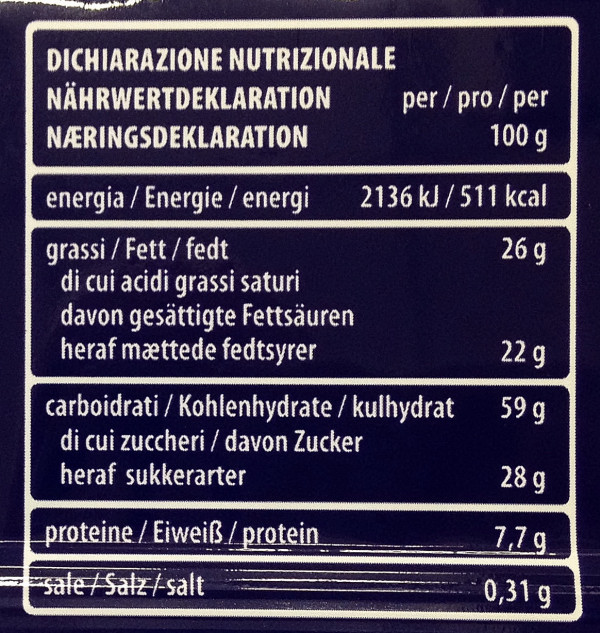 DICHIARAZIONE NUTRIZIONALE
NÄHRWERTDEKLARATION per / pro / per
NÆRINGSDEKLARATION 100 g
energia / Energie / energi 2136 kJ / 511 kcal
grassi / Fett / fedt 26 g
di cui acidi grassi saturi
davon gesättigte Fettsäuren
heraf mættede fedtsyrer 22 g
carboidrati / Kohlenhydrate / kulhydrat 59 g
di cui zuccheri / davon Zucker
heraf sukkerarter 28 g
proteine / Eiweiß / protein 7,7 g
sale / Salz / salt 0,31 g